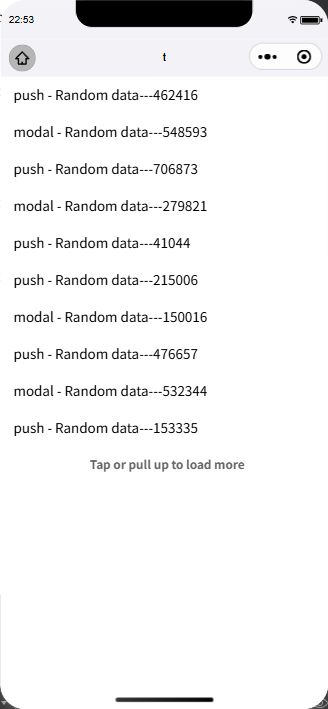 22:53
t
push - Random data---462416
modal - Random data---548593
push - Random data---706873
modal - Random data---279821
push - Random data---41044
push - Random data---215006
modal - Random data---150016
push - Random data---476657
modal - Random data---532344
push - Random data---153335
Tap or pull up to load more